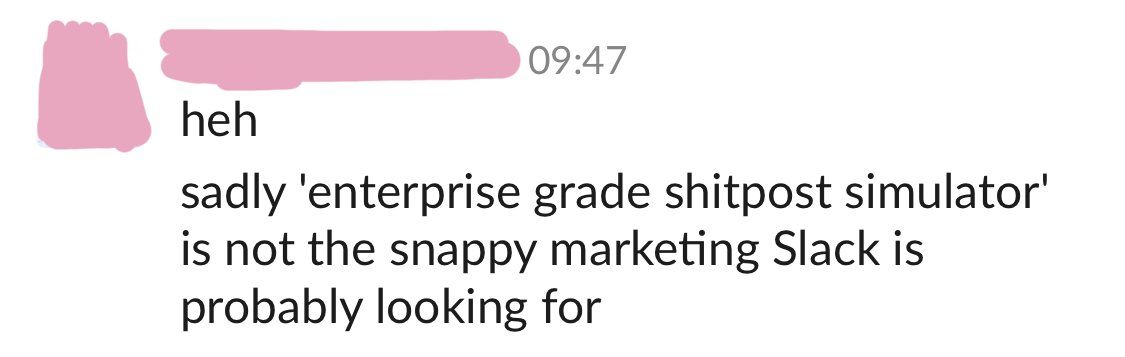 09:47
heh
sadly 'enterprise grade shitpost simulator'
is not the snappy marketing Slack is
probably looking for